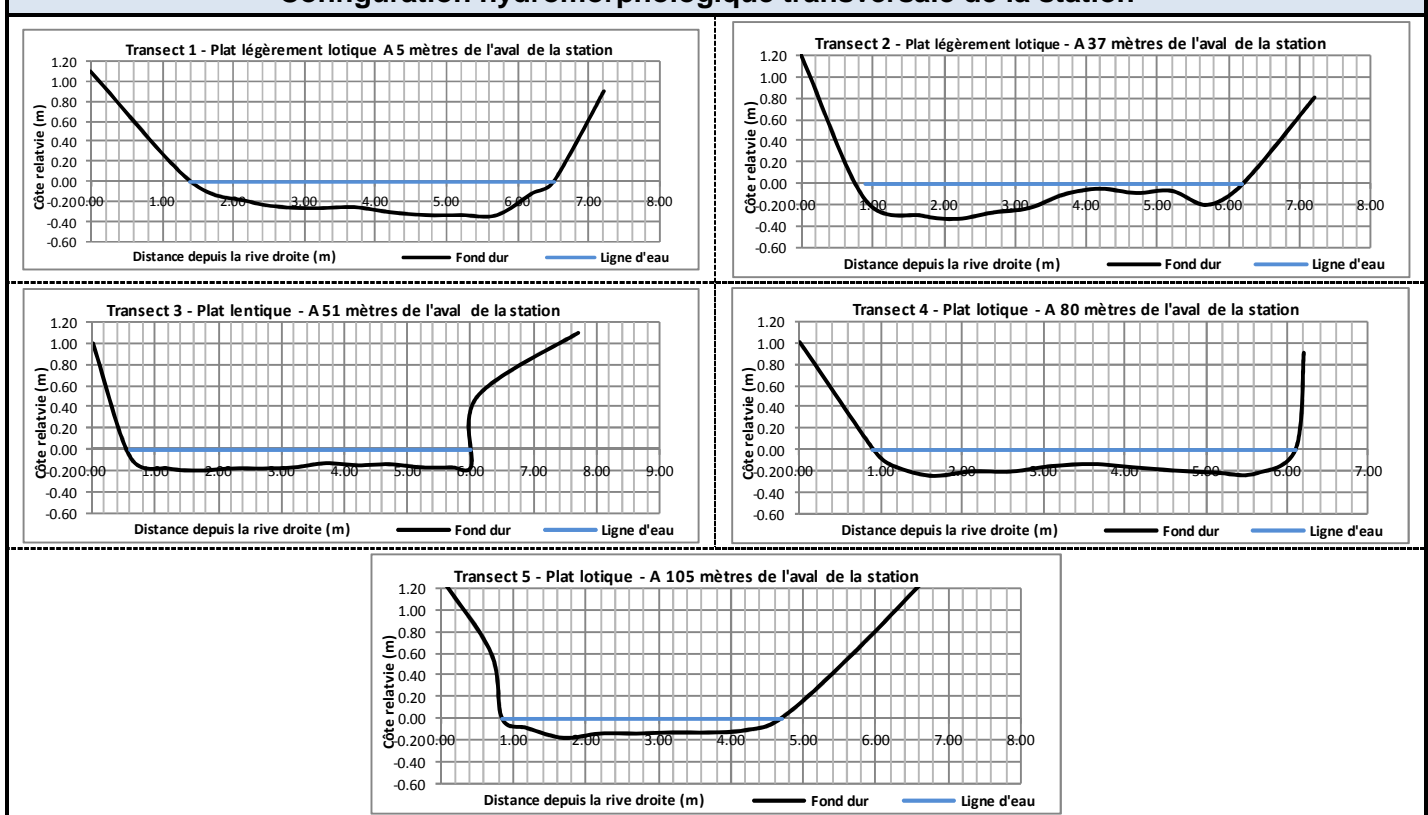 Configuration hydromorphologique transversale de la station
Transect 1 - Plat légèrement lotique A 5 mètres de l'aval de la station
1.20
1.00
0.80
0.60
0.40
0.20
0.00
-0.20
-0.40
-0.60
Côte relatvie (m)
0.00 1.00 2.00 3.00 4.00 5.00 6.00 7.00 8.00
Distance depuis la rive droite (m) Fond dur Ligne d'eau
Transect 2 - Plat légèrement lotique - A 37 mètres de l'aval de la station
1.20
1.00
0.80
0.60
0.40
0.20
0.00
-0.20
-0.40
-0.60
Côte relatvie (m)
0.00 1.00 2.00 3.00 4.00 5.00 6.00 7.00 8.00
Distance depuis la rive droite (m) Fond dur Ligne d'eau
Transect 3 - Plat lentique - A 51 mètres de l'aval de la station
1.20
1.00
0.80
0.60
0.40
0.20
0.00
-0.20
-0.40
-0.60
Côte relatvie (m)
0.00 1.00 2.00 3.00 4.00 5.00 6.00 7.00 8.00 9.00
Distance depuis la rive droite (m) Fond dur Ligne d'eau
Transect 4 - Plat lotique - A 80 mètres de l'aval de la station
1.20
1.00
0.80
0.60
0.40
0.20
0.00
-0.20
-0.40
-0.60
Côte relatvie (m)
0.00 1.00 2.00 3.00 4.00 5.00 6.00 7.00
Distance depuis la rive droite (m) Fond dur Ligne d'eau
Transect 5 - Plat lotique - A 105 mètres de l'aval de la station
1.20
1.00
0.80
0.60
0.40
0.20
0.00
-0.20
-0.40
-0.60
Côte relatvie (m)
0.00 1.00 2.00 3.00 4.00 5.00 6.00 7.00 8.00
Distance depuis la rive droite (m) Fond dur Ligne d'eau